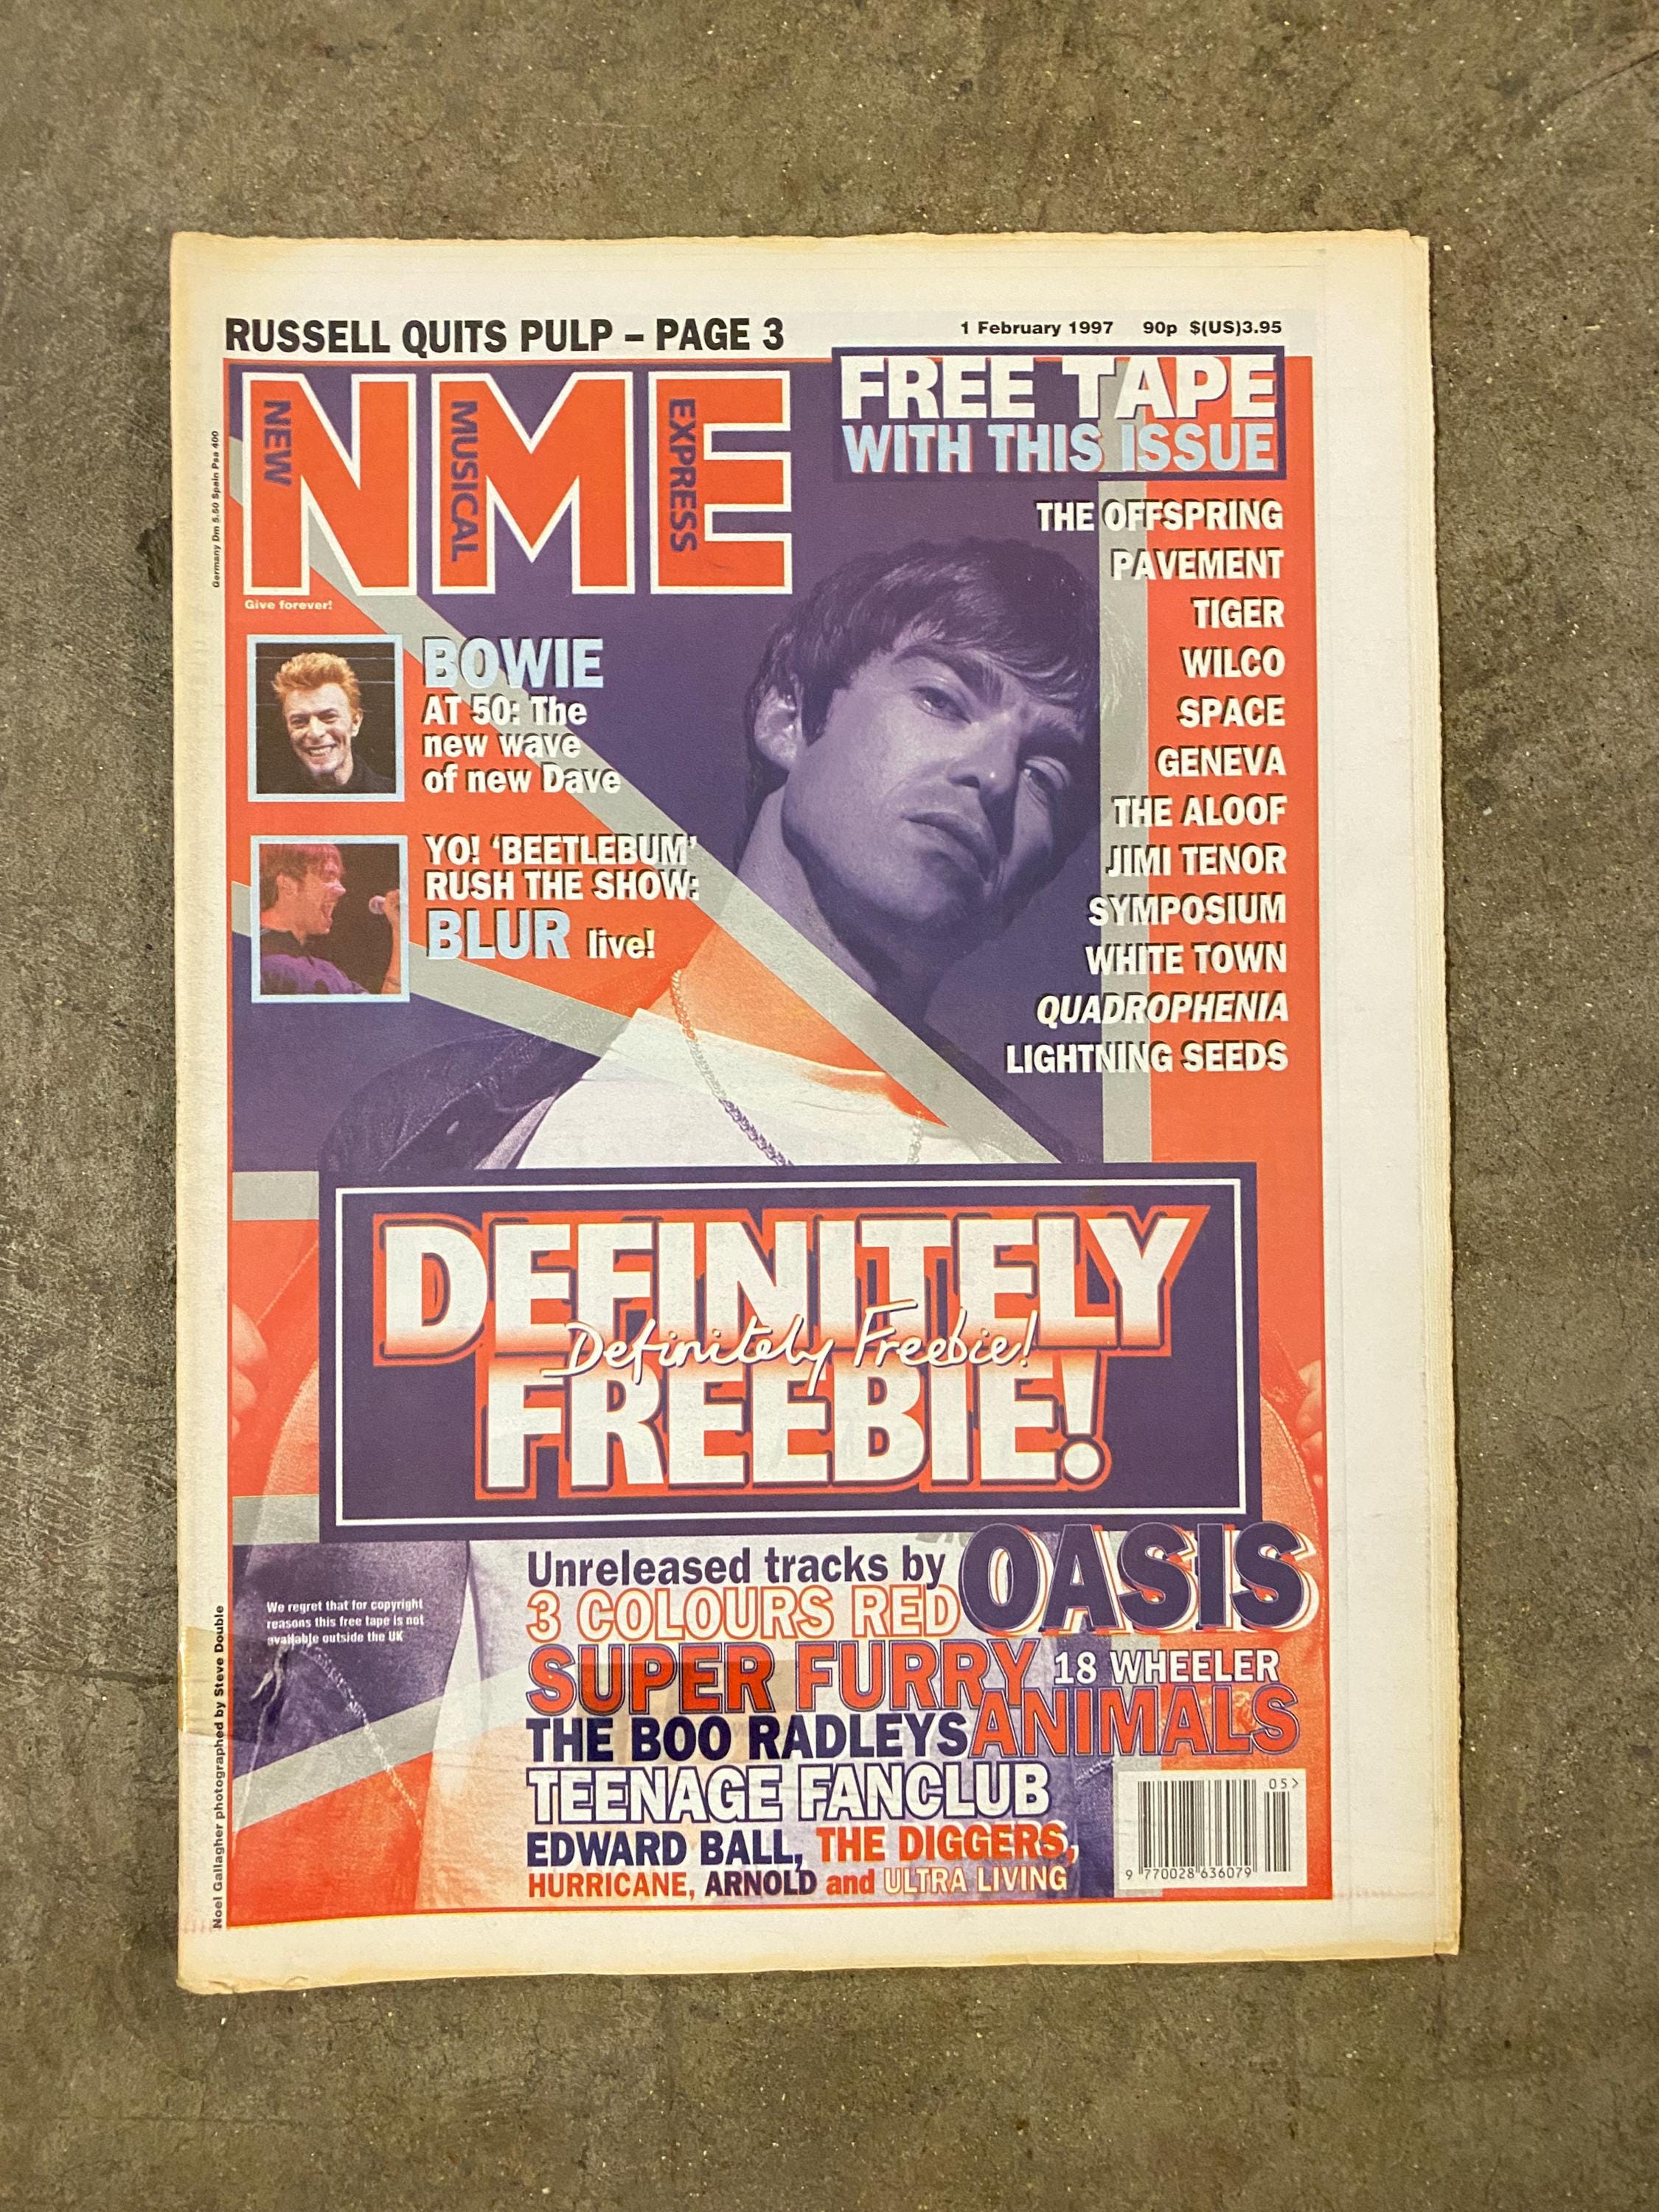 RUSSELL QUITS PULP – PAGE 3
1 February 1997 90p $(US)3.95
NME
NEW
MUSICAL
EXPRESS
Give forever!
Germany Dm 5.50 Spain Psa 400
FREE TAPE
WITH THIS ISSUE
THE OFFSPRING
PAVEMENT
TIGER
WILCO
SPACE
GENEVA
THE ALOOF
JIMI TENOR
SYMPOSIUM
WHITE TOWN
QUADROPHENIA
LIGHTNING SEEDS
BOWIE
AT 50: The
new wave
of new Dave
YO! ‘BEETLEBUM’
RUSH THE SHOW:
BLUR live!
DEFINITELY
Definitely Freebie!
FREEBIE!
Unreleased tracks by OASIS
3 COLOURS RED
SUPER FURRY 18 WHEELER
THE BOO RADLEYS ANIMALS
TEENAGE FANCLUB
EDWARD BALL, THE DIGGERS,
HURRICANE, ARNOLD and ULTRA LIVING
We regret that for copyright
reasons this free tape is not
available outside the UK
Noel Gallagher photographed by Steve Double
05>
9 770028 636079